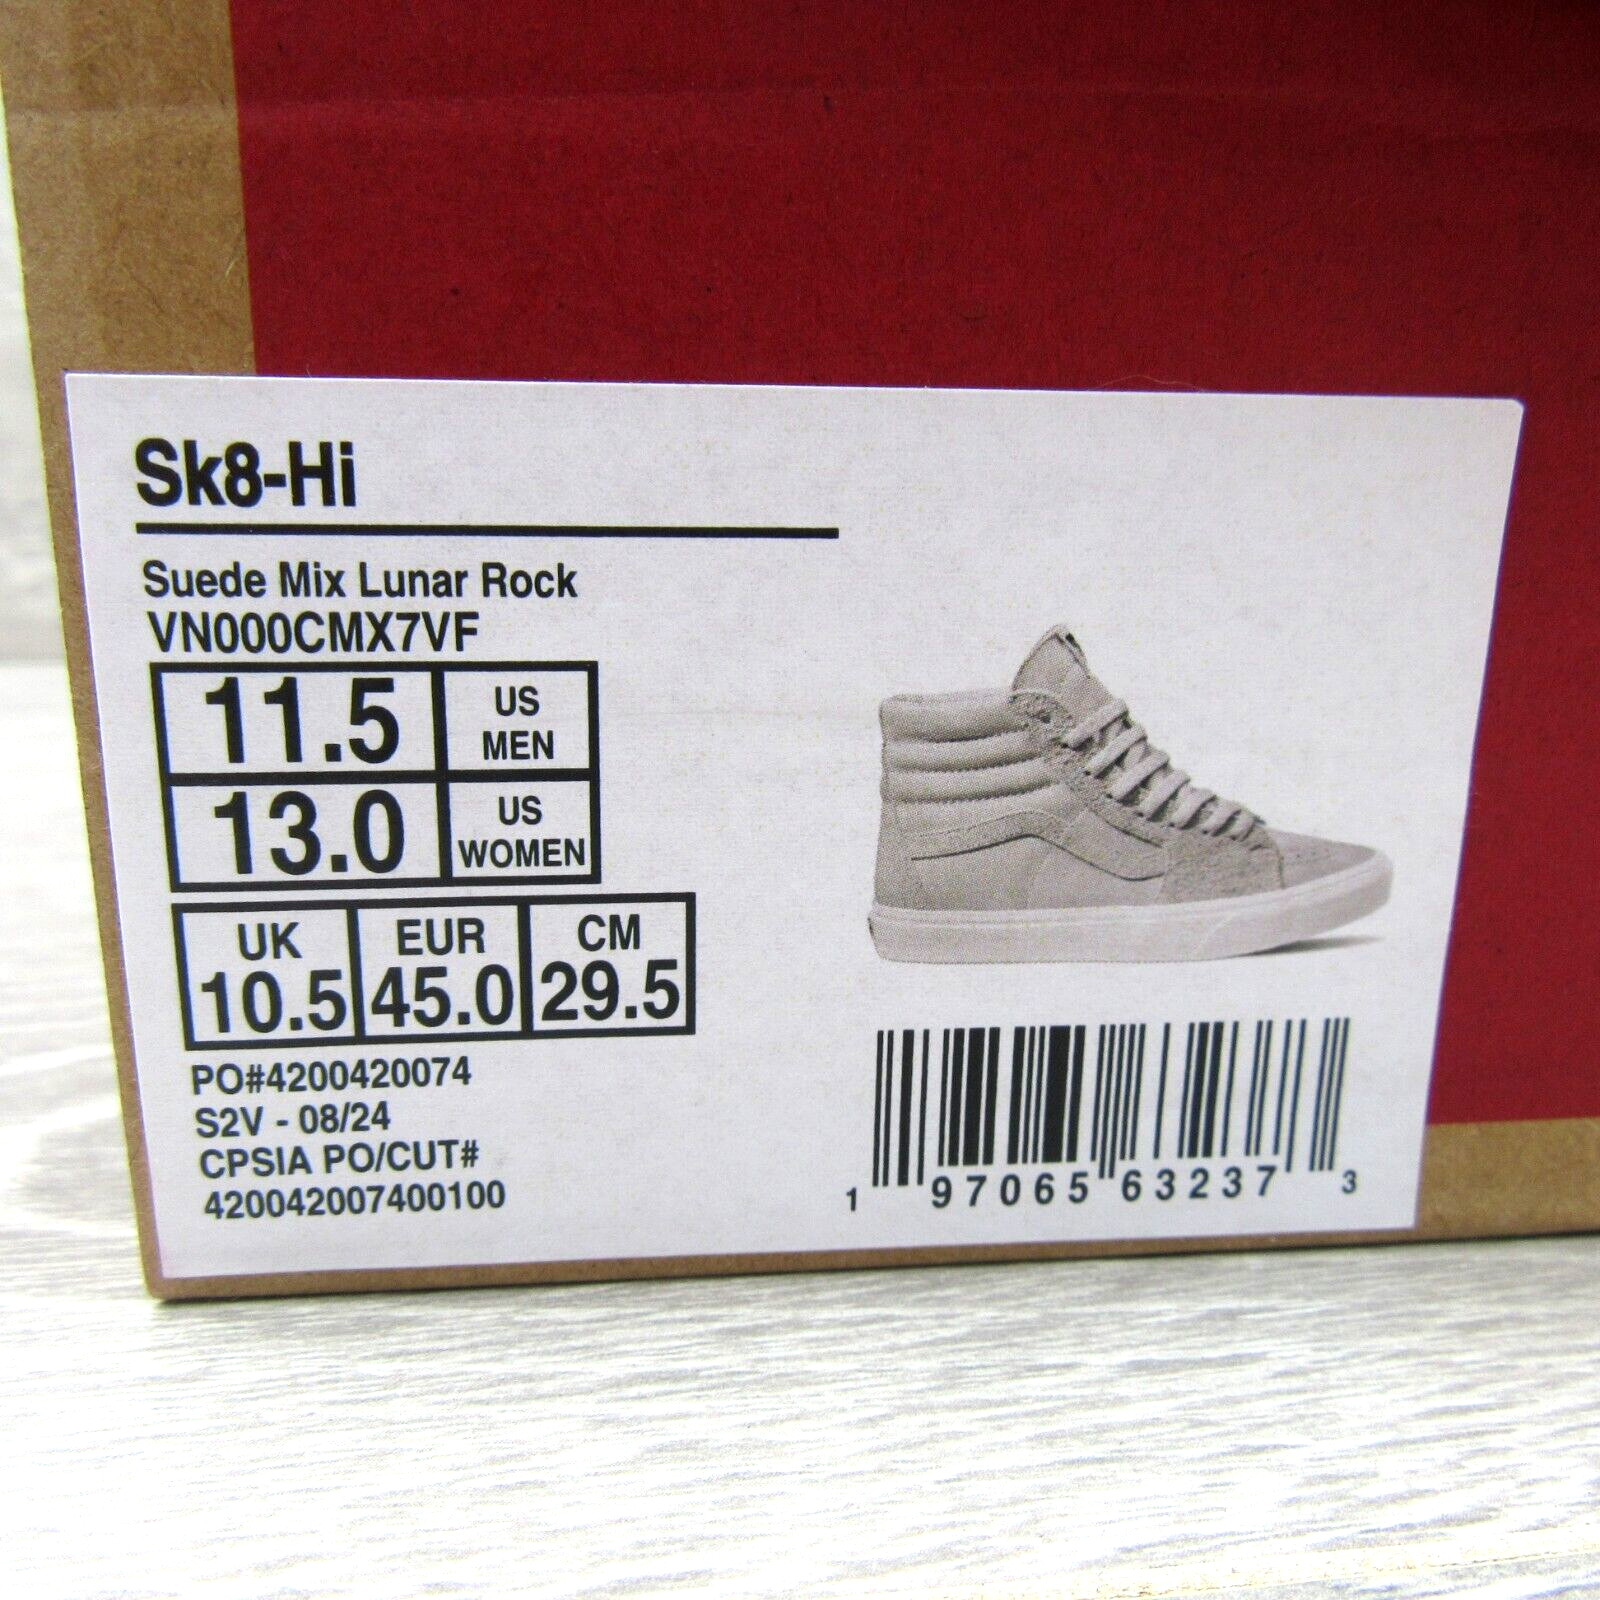 Sk8-Hi
Suede Mix Lunar Rock
VN000CMX7VF
11.5 US MEN
13.0 US WOMEN
UK EUR CM
10.5 45.0 29.5
PO#4200420074
S2V - 08/24
CPSIA PO/CUT#
420042007400100
1 97065 63237 3